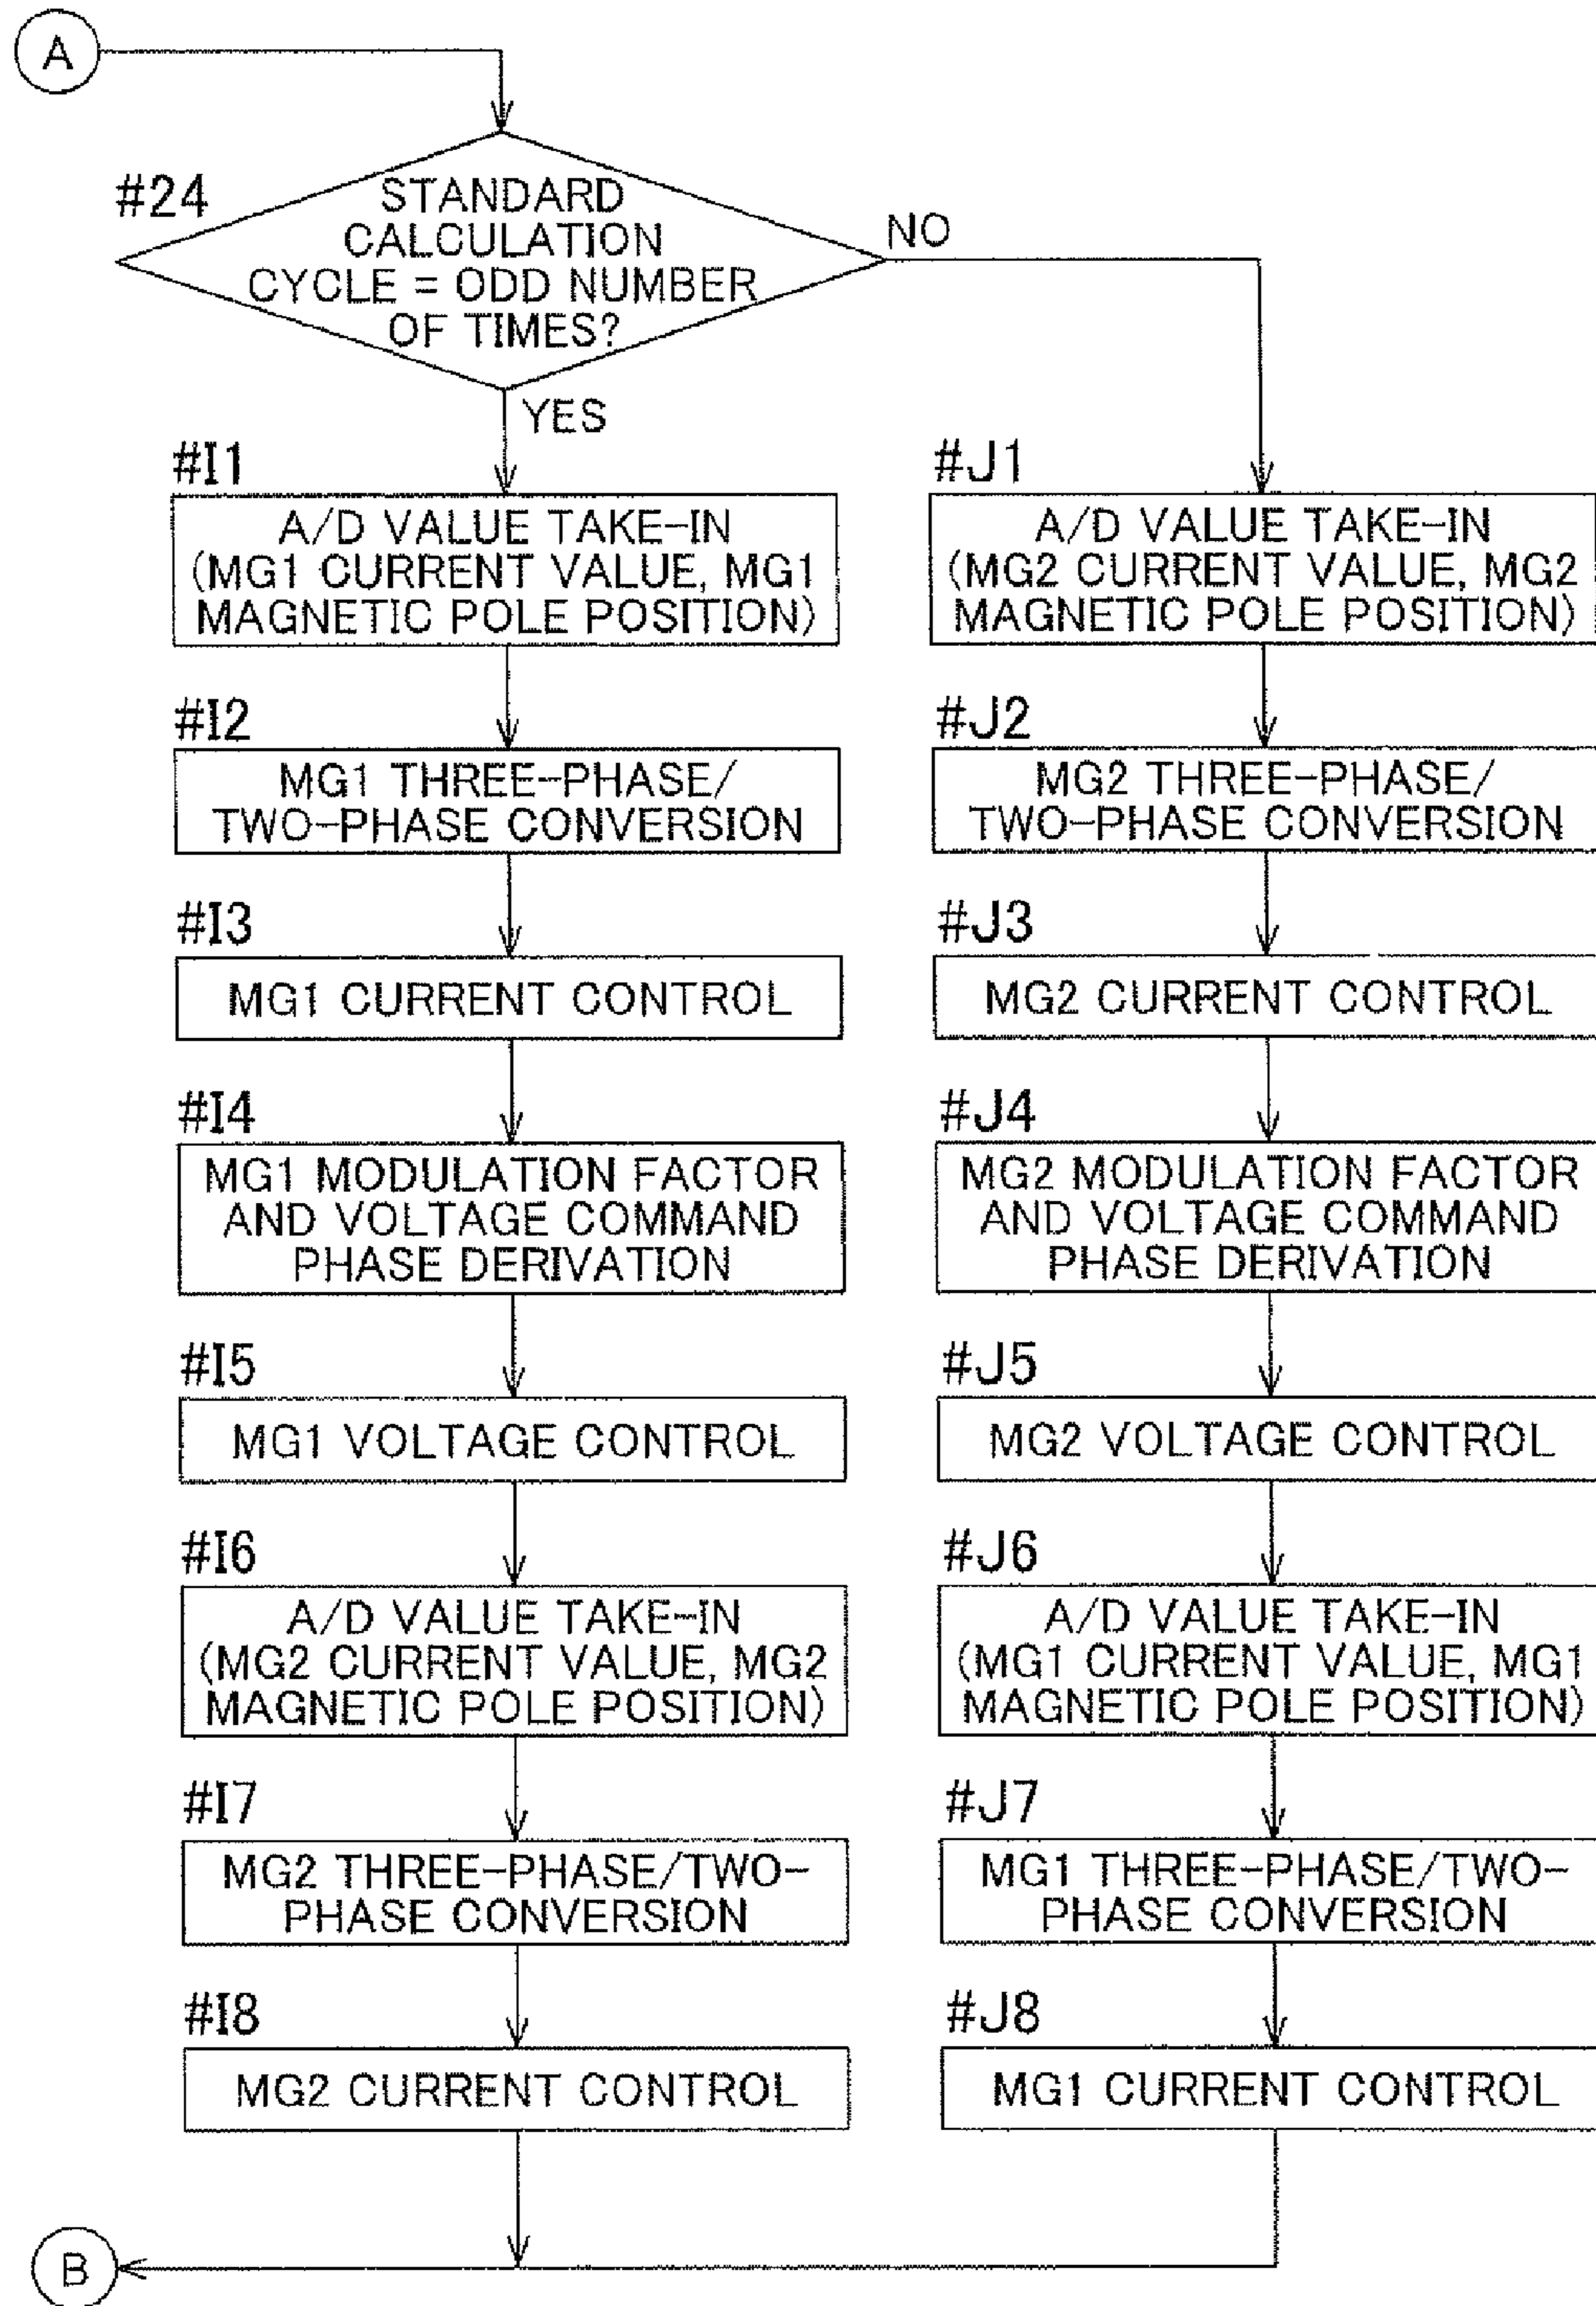 A
#24
STANDARD
CALCULATION
CYCLE = ODD NUMBER
OF TIMES?
NO
YES
#I1
A/D VALUE TAKE-IN
(MG1 CURRENT VALUE, MG1
MAGNETIC POLE POSITION)
#I2
MG1 THREE-PHASE/
TWO-PHASE CONVERSION
#I3
MG1 CURRENT CONTROL
#I4
MG1 MODULATION FACTOR
AND VOLTAGE COMMAND
PHASE DERIVATION
#I5
MG1 VOLTAGE CONTROL
#I6
A/D VALUE TAKE-IN
(MG2 CURRENT VALUE, MG2
MAGNETIC POLE POSITION)
#I7
MG2 THREE-PHASE/TWO-
PHASE CONVERSION
#I8
MG2 CURRENT CONTROL
#J1
A/D VALUE TAKE-IN
(MG2 CURRENT VALUE, MG2
MAGNETIC POLE POSITION)
#J2
MG2 THREE-PHASE/
TWO-PHASE CONVERSION
#J3
MG2 CURRENT CONTROL
#J4
MG2 MODULATION FACTOR
AND VOLTAGE COMMAND
PHASE DERIVATION
#J5
MG2 VOLTAGE CONTROL
#J6
A/D VALUE TAKE-IN
(MG1 CURRENT VALUE, MG1
MAGNETIC POLE POSITION)
#J7
MG1 THREE-PHASE/TWO-
PHASE CONVERSION
#J8
MG1 CURRENT CONTROL
B